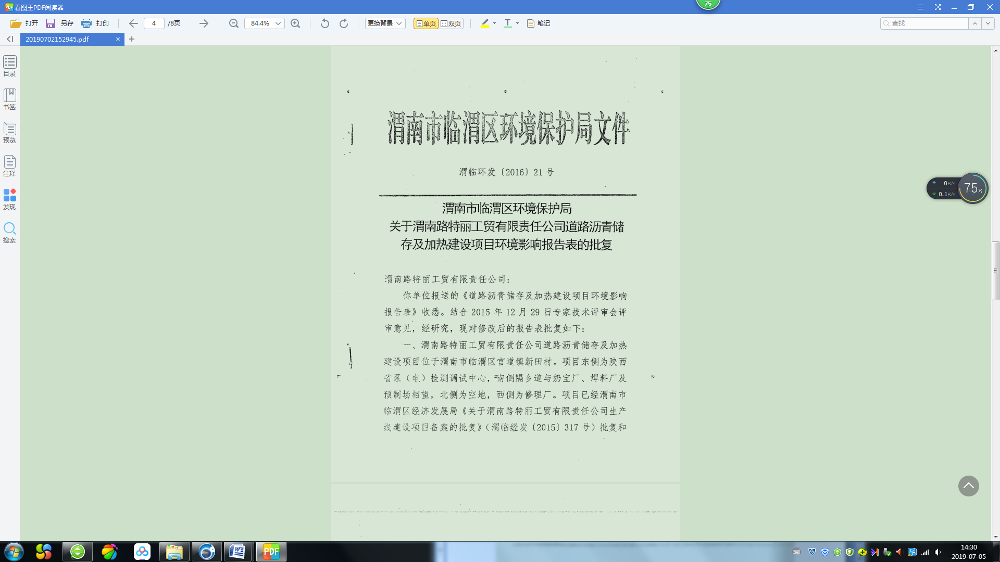 看图王PDF阅读器
75
打开 另存 打印 4 /8页 84.4% 更换背景 单页 双页 笔记 查找
20190702152945.pdf
目录
书签
预览
注释
发现
搜索
渭南市临渭区环境保护局文件
渭临环发〔2016〕21 号
渭南市临渭区环境保护局
关于渭南路特丽工贸有限责任公司道路沥青储
存及加热建设项目环境影响报告表的批复
渭南路特丽工贸有限责任公司:
你单位报送的《道路沥青储存及加热建设项目环境影响
报告表》收悉。结合 2015 年 12 月 29 日专家技术评审会评
审意见，经研究，现对修改后的报告表批复如下:
一、渭南路特丽工贸有限责任公司道路沥青储存及加热
建设项目位于渭南市临渭区官道镇新田村。项目东侧为陕西
省泵（电）检测调试中心，南侧隔乡道与奶宝厂、焊料厂及
预制场相望，北侧为空地，西侧为修理厂。项目已经渭南市
临渭区经济发展局《关于渭南路特丽工贸有限责任公司生产
线建设项目备案的批复》（渭临经发〔2015〕317 号）批复和
0K/s
0.1K/s
75%
PDF
14:30
2019-07-05